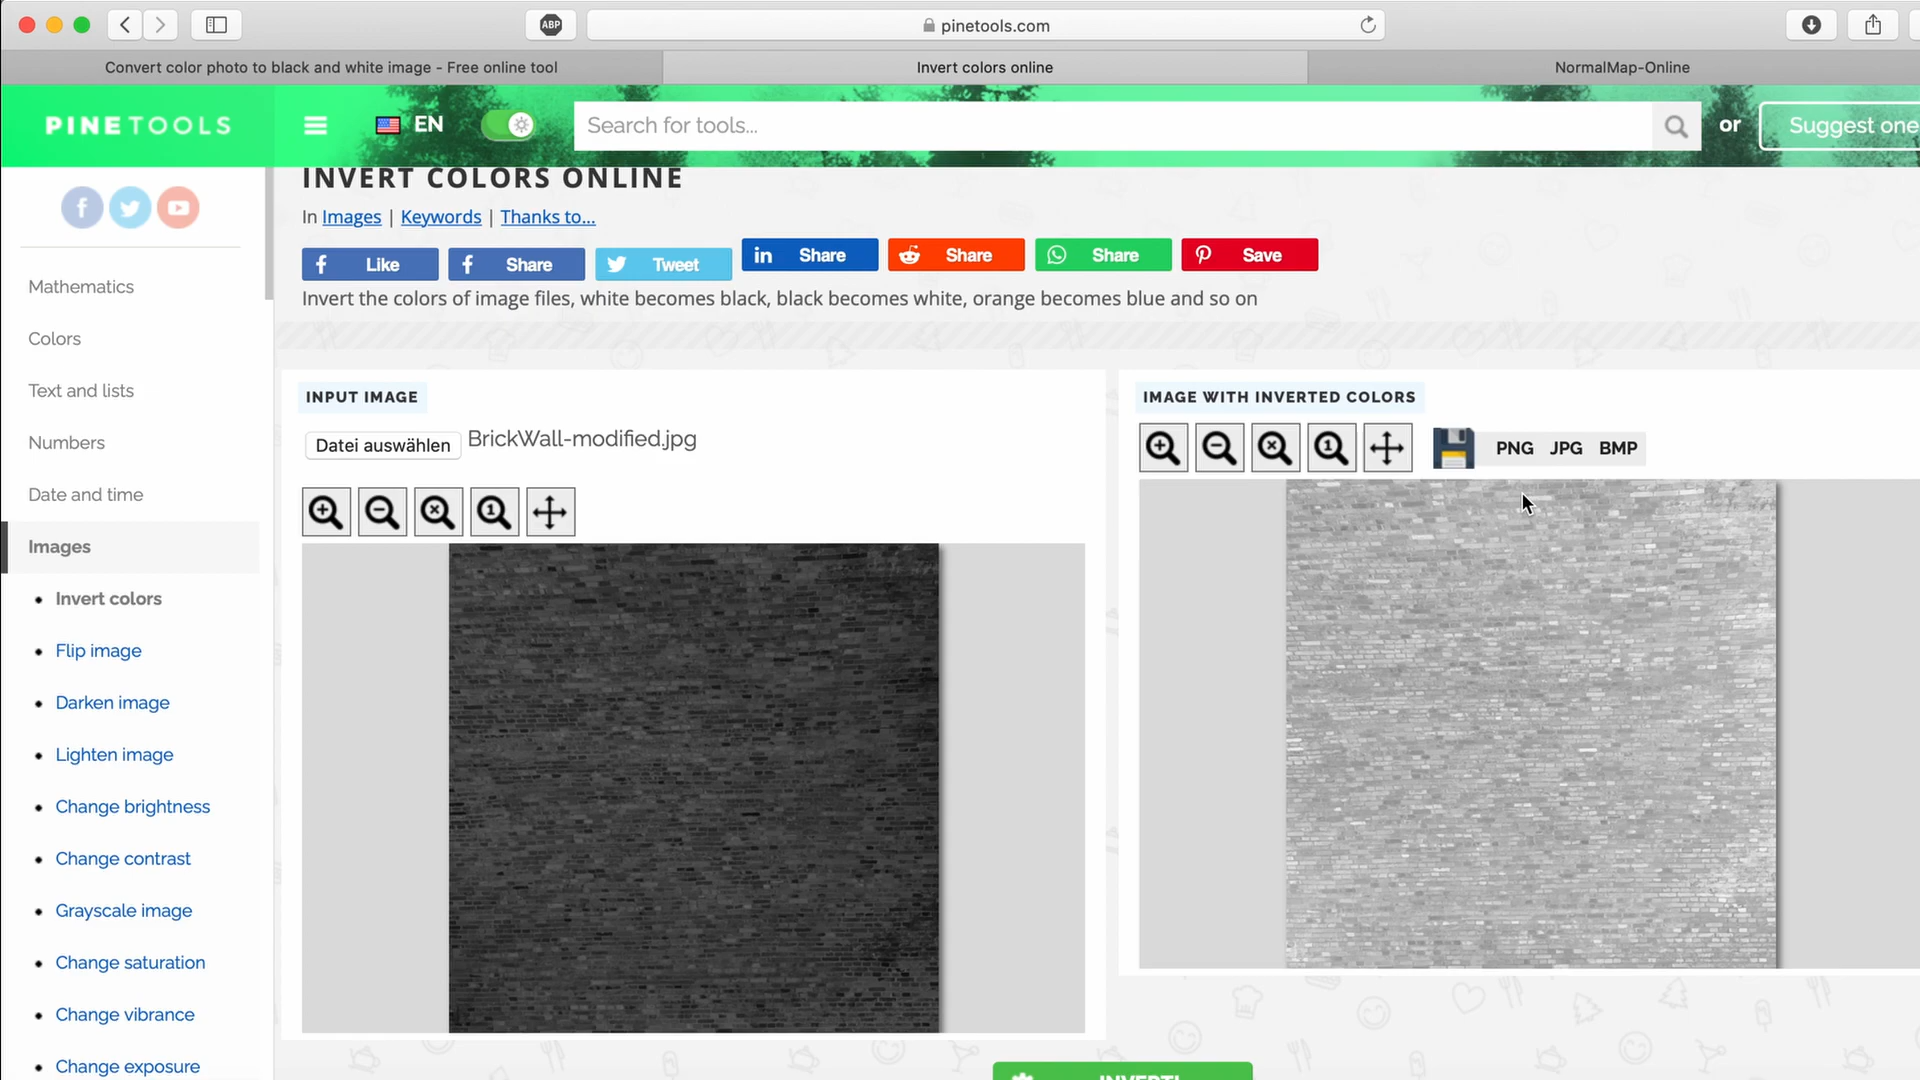 ABP
pinetools.com
Convert color photo to black and white image - Free online tool
Invert colors online
NormalMap-Online
PINETOOLS
EN
Search for tools...
or
Suggest one
INVERT COLORS ONLINE
In Images | Keywords | Thanks to...
Like
Share
Tweet
Share
Share
Share
Save
Invert the colors of image files, white becomes black, black becomes white, orange becomes blue and so on
Mathematics
Colors
Text and lists
Numbers
Date and time
Images
Invert colors
Flip image
Darken image
Lighten image
Change brightness
Change contrast
Grayscale image
Change saturation
Change vibrance
Change exposure
INPUT IMAGE
Datei auswählen BrickWall-modified.jpg
IMAGE WITH INVERTED COLORS
PNG JPG BMP
INVERT!